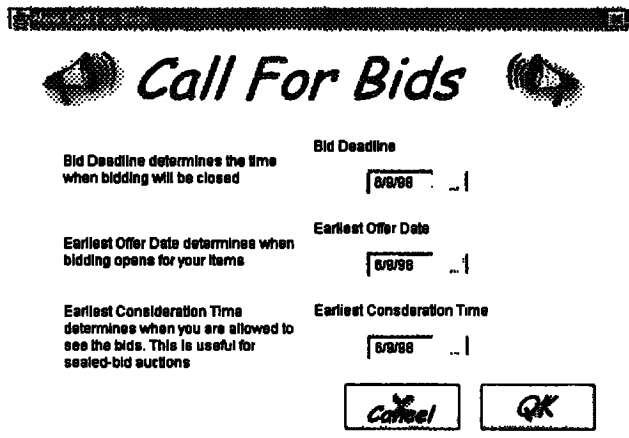 Call For Bids
Bid Deadline determines the time
when bidding will be closed
Bid Deadline
6/9/98 ...
Earliest Offer Date determines when
bidding opens for your items
Earliest Offer Date
6/9/98 ...
Earliest Consideration Time
determines when you are allowed to
see the bids. This is useful for
sealed-bid auctions
Earliest Consderation Time
6/9/98 ...
Cancel
OK